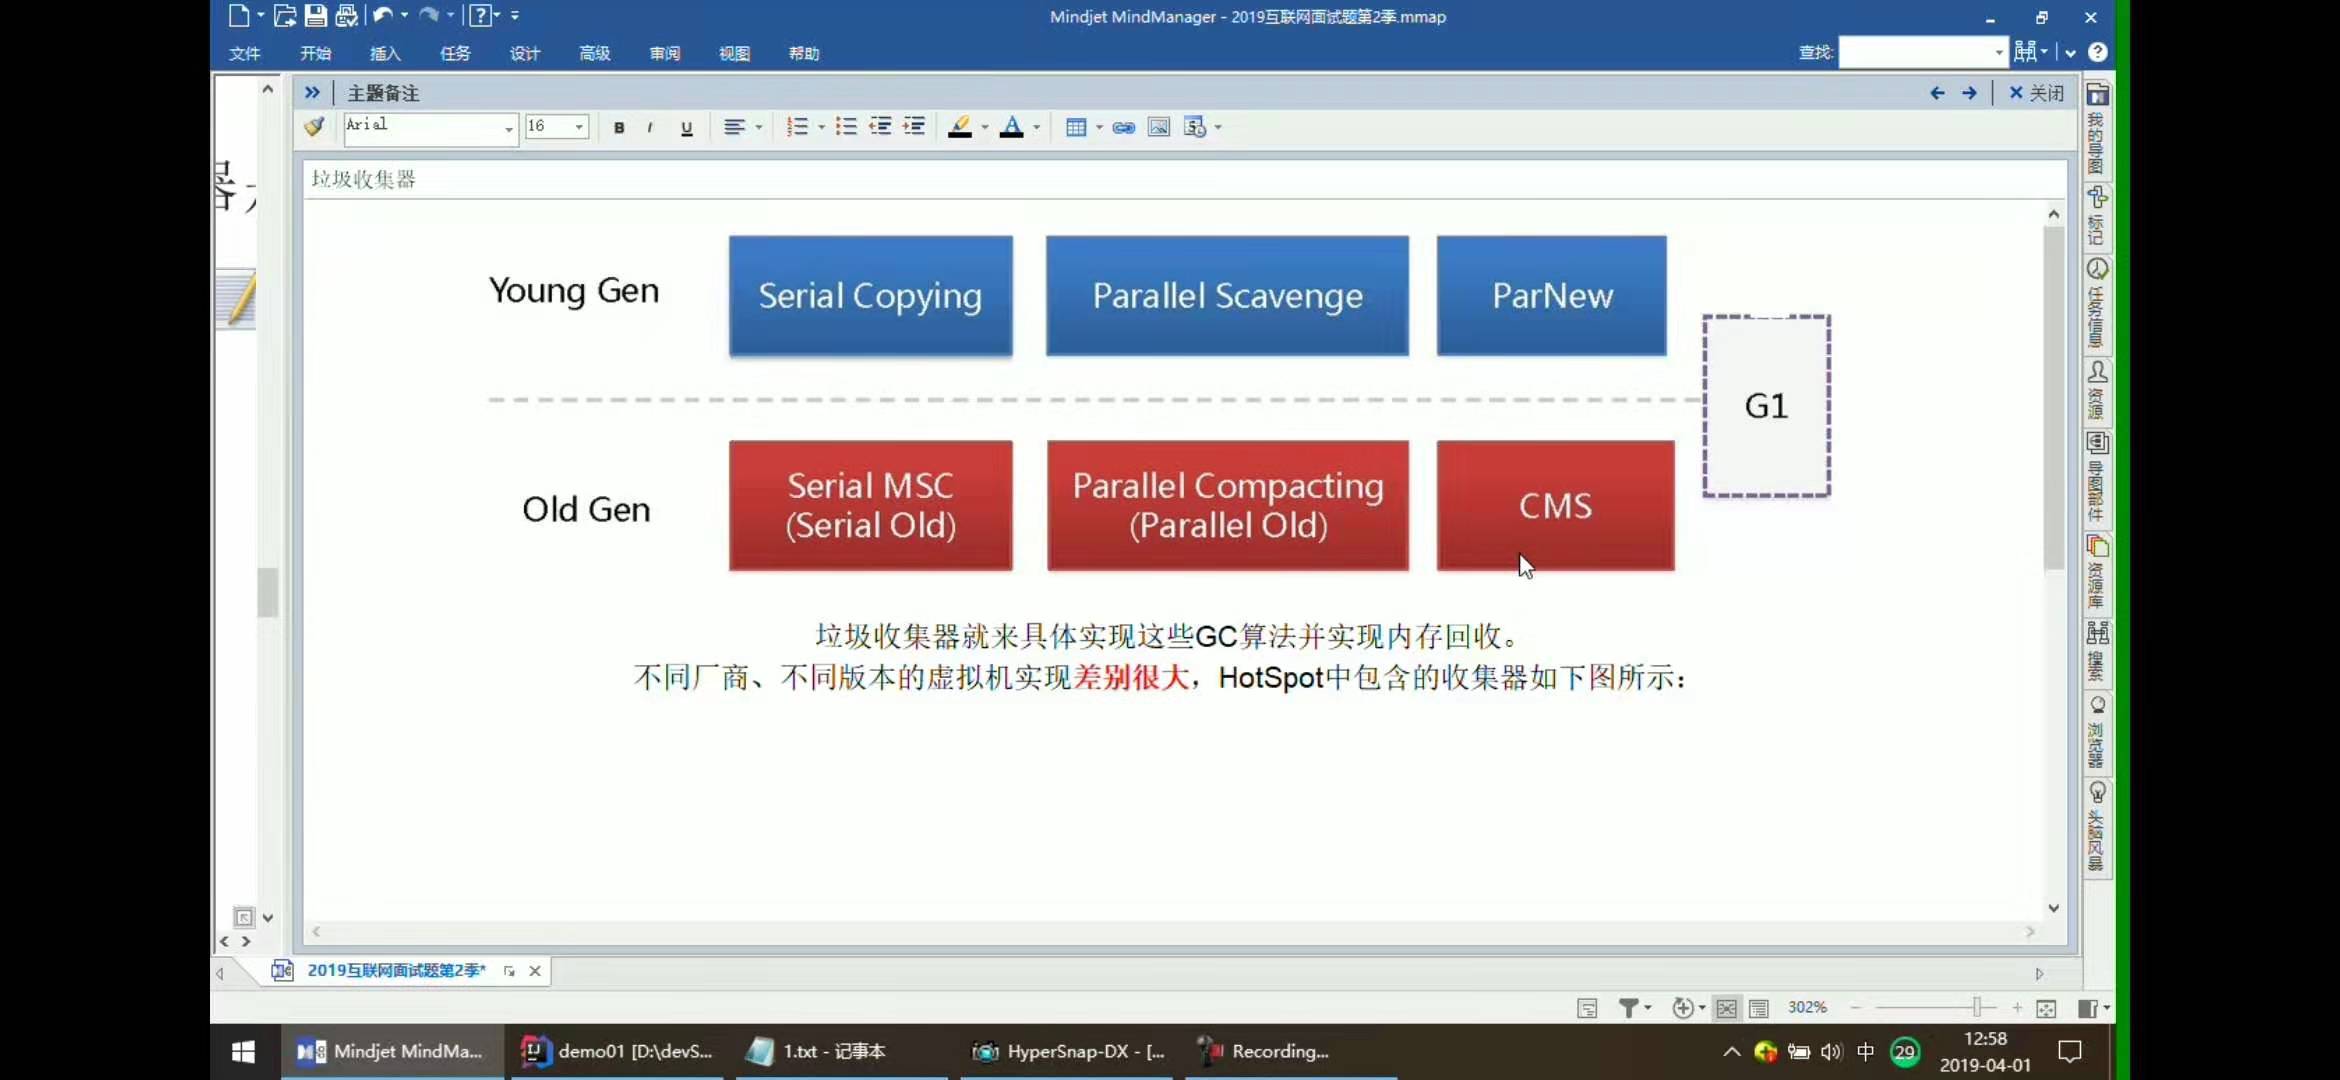 Mindjet MindManager - 2019互联网面试题第2季.mmap
文件 开始 插入 任务 设计 高级 审阅 视图 帮助 查找:
主题备注 关闭
Arial 16 B I U
垃圾收集器
Young Gen Serial Copying Parallel Scavenge ParNew
G1
Old Gen
Serial MSC
(Serial Old)
Parallel Compacting
(Parallel Old)
CMS
垃圾收集器就来具体实现这些GC算法并实现内存回收。
不同厂商、不同版本的虚拟机实现差别很大，HotSpot中包含的收集器如下图所示：
我的导图
标记
任务信息
资源
导图部件
资源库
搜索
浏览器
头脑风暴
2019互联网面试题第2季*
302%
Mindjet MindMa... demo01 [D:\devS... 1.txt - 记事本 HyperSnap-DX - [... Recording... 中 29 12:58
2019-04-01